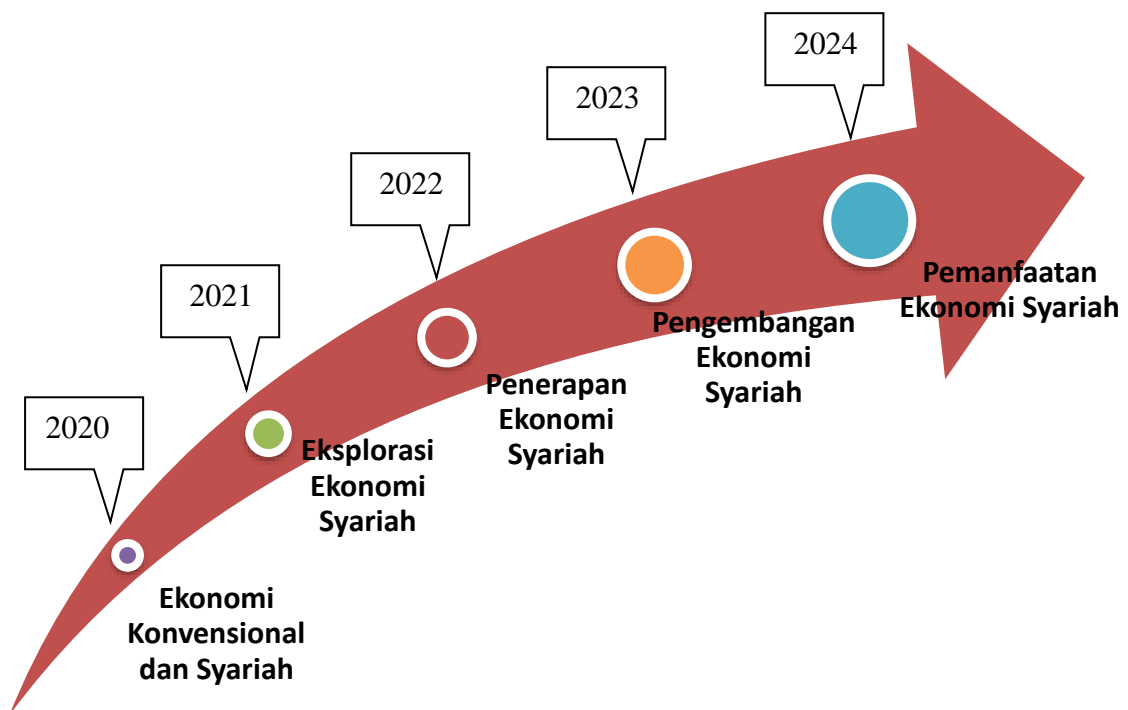 2020
Ekonomi
Konvensional
dan Syariah
2021
Eksplorasi
Ekonomi
Syariah
2022
Penerapan
Ekonomi
Syariah
2023
Pengembangan
Ekonomi
Syariah
2024
Pemanfaatan
Ekonomi Syariah